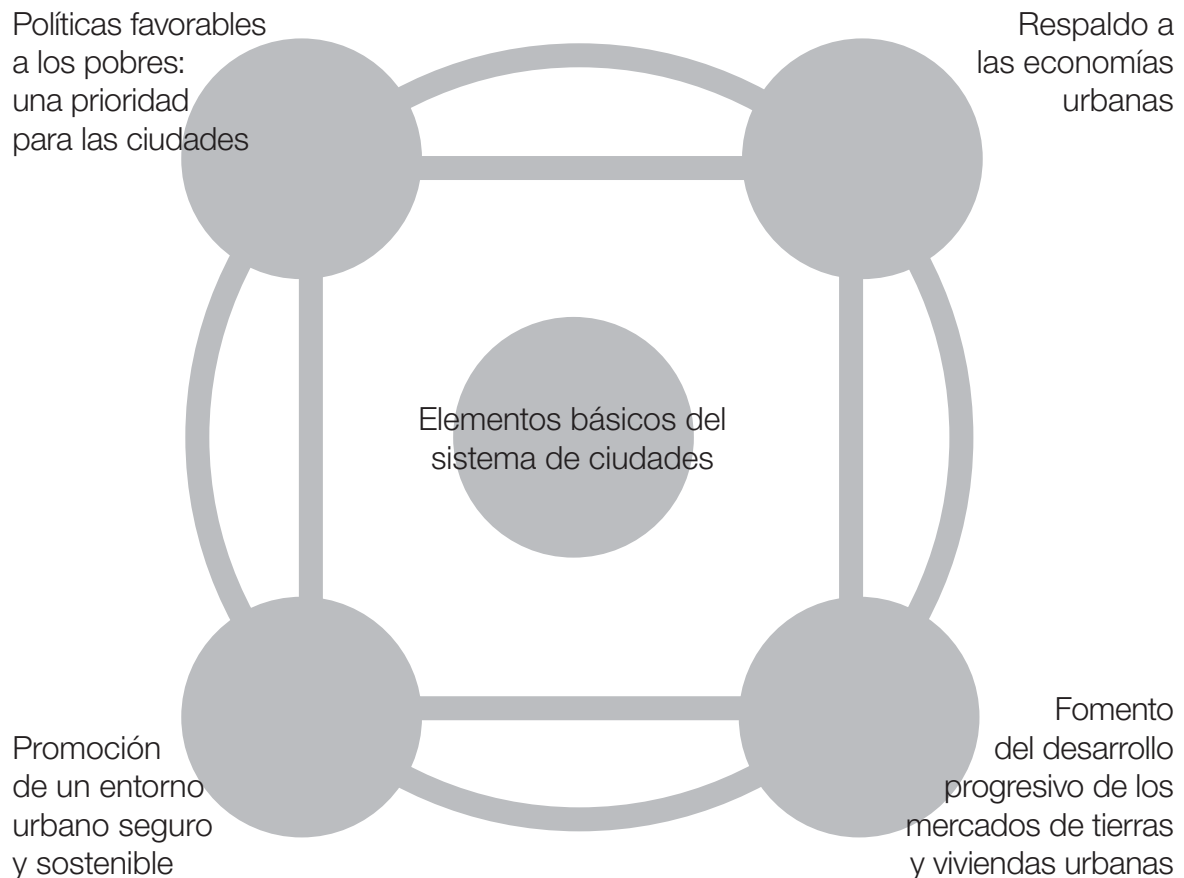 Políticas favorables
a los pobres:
una prioridad
para las ciudades
Respaldo a
las economías
urbanas
Elementos básicos del
sistema de ciudades
Promoción
de un entorno
urbano seguro
y sostenible
Fomento
del desarrollo
progresivo de los
mercados de tierras
y viviendas urbanas